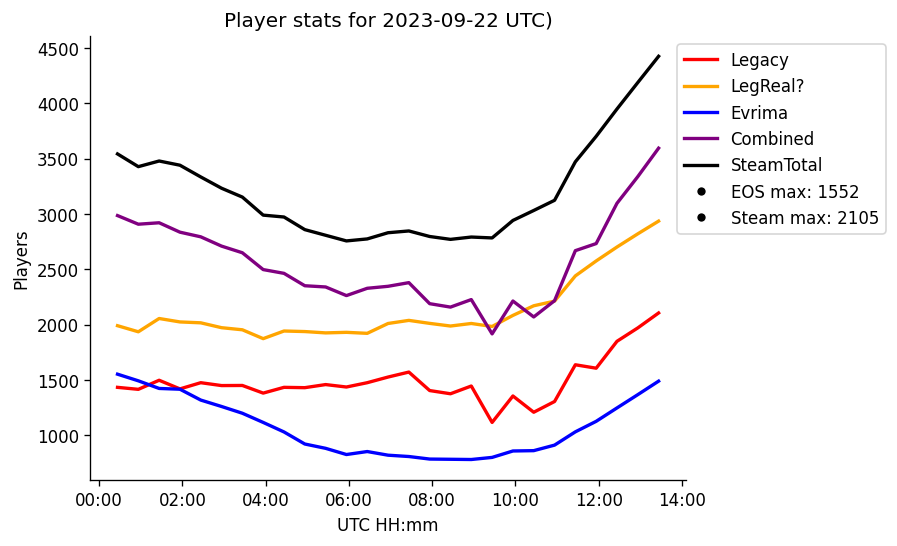 Player stats for 2023-09-22 UTC)
4500
4000
3500
3000
2500
2000
1500
1000
Players
00:00 02:00 04:00 06:00 08:00 10:00 12:00 14:00
UTC HH:mm
Legacy
LegReal?
Evrima
Combined
SteamTotal
EOS max: 1552
Steam max: 2105